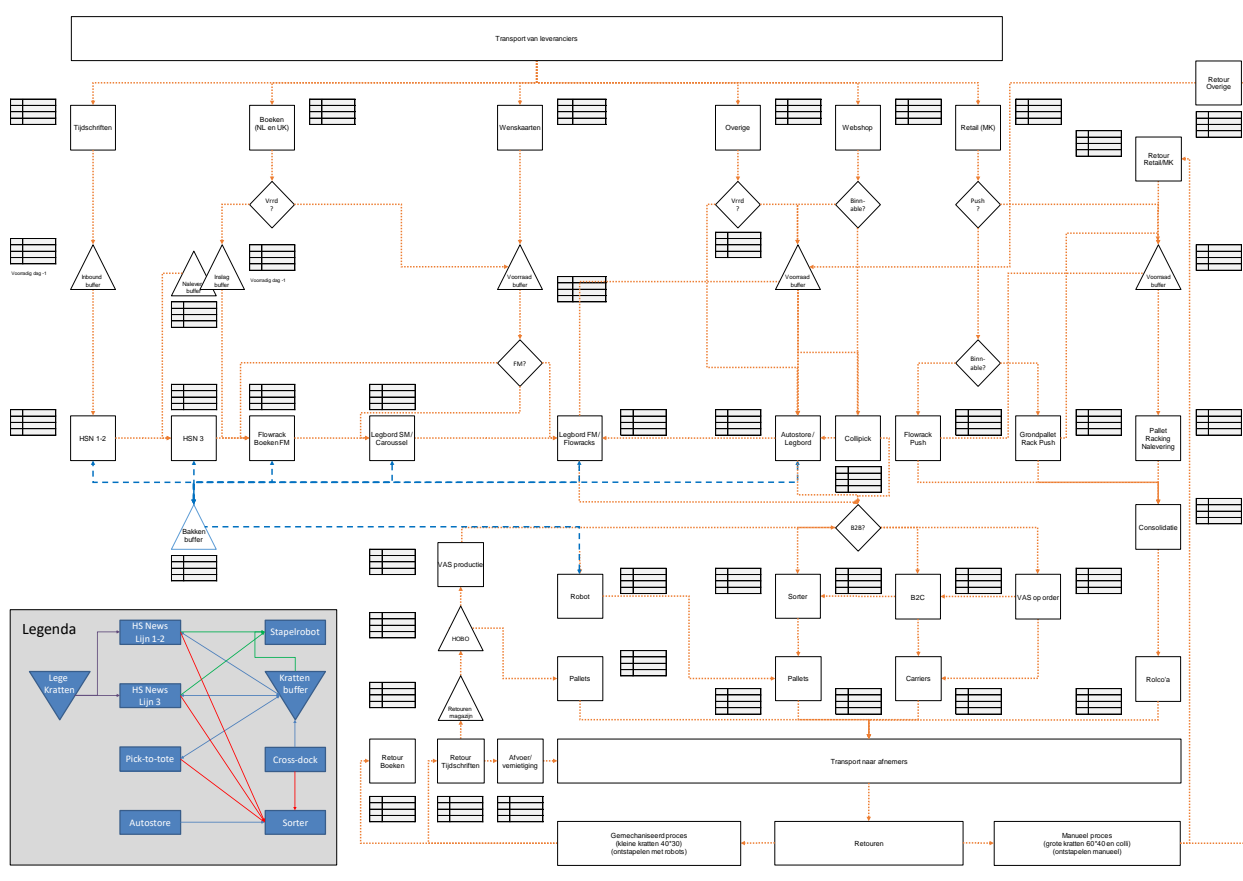 Transport van leveranciers
Retour
Overige
Tijdschriften
Boeken
(NL en UK)
Wenskaarten
Overige
Webshop
Retail (MK)
Retour
Retail/MK
Vrrd
?
Vrrd
?
Binn-
able?
Push
?
Inbound
buffer
Voorradig dag -1
buffer
Inslag
buffer
Voorradig dag -1
Voorraad
buffer
Voorraad
buffer
Voorraad
buffer
FM?
Binn-
able?
HSN 1-2
HSN 3
Flowrack
Boeken FM
Legbord SM /
Caroussel
Legbord FM /
Flowracks
Autostore /
Legbord
Collipick
Flowrack
Push
Grondpallet
Rack Push
Pallet
Racking
Nalevering
Bakken
buffer
B2B?
Consolidatie
VAS productie
Robot
Sorter
B2C
VAS op order
HOBO
Pallets
Pallets
Carriers
Rolco'a
Retouren
magazijn
Retour
Boeken
Retour
Tijdschriften
Afvoer/
vernietiging
Transport naar afnemers
Gemechaniseerd proces
(kleine kratten 40*30)
(ontstapelen met robots)
Retouren
Manueel proces
(grote kratten 60*40 en colli)
(ontstapelen manueel)
Legenda
HS News
Lijn 1-2
Stapelrobot
Lege
Kratten
HS News
Lijn 3
Kratten
buffer
Pick-to-tote
Cross-dock
Autostore
Sorter